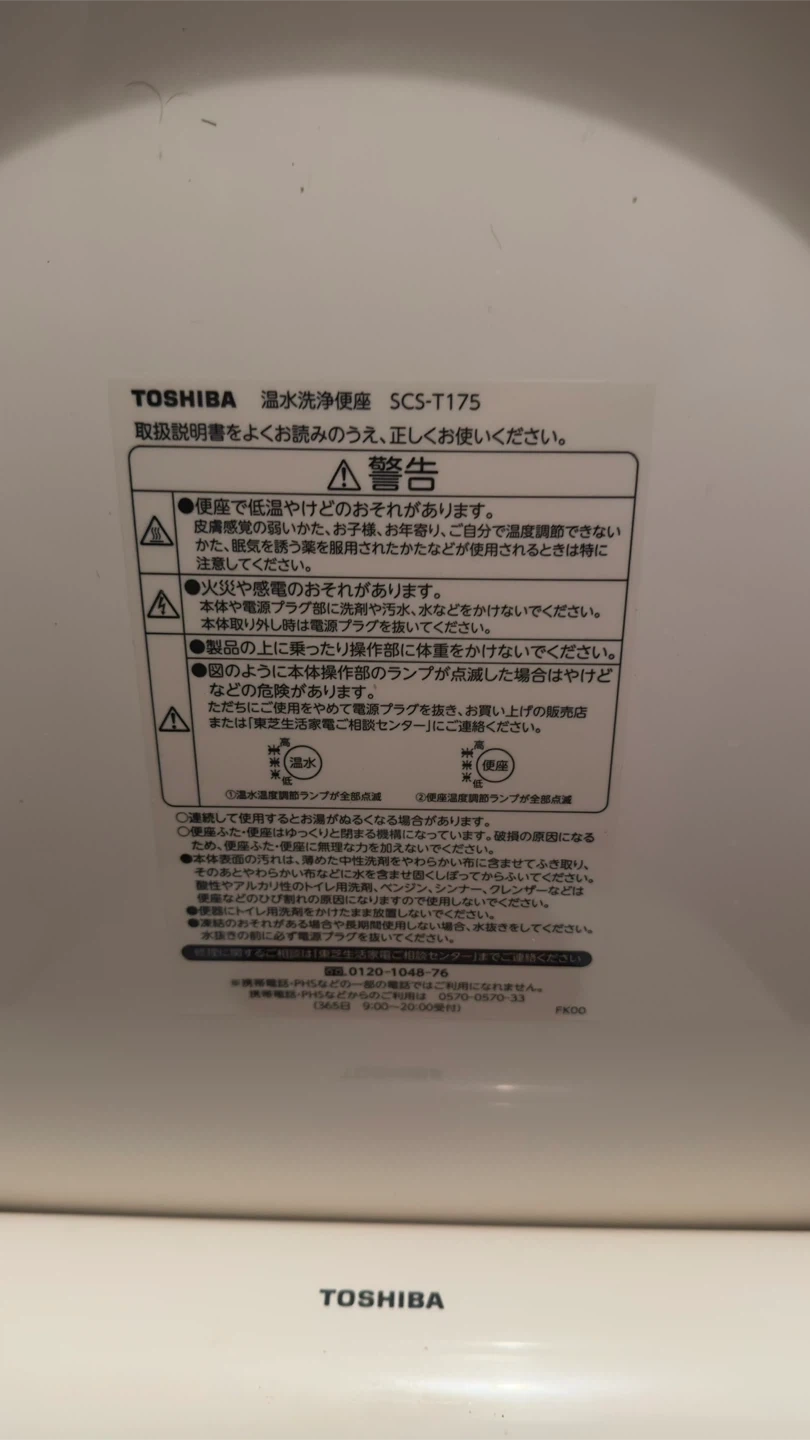 TOSHIBA 温水洗浄便座 SCS-T175
取扱説明書をよくお読みのうえ、正しくお使いください。
警告
●便座で低温やけどのおそれがあります。
皮膚感覚の弱いかた、お子様、お年寄り、ご自分で温度調節できない
かた、眠気を誘う薬を服用されたかたなどが使用されるときは特に
注意してください。
●火災や感電のおそれがあります。
本体や電源プラグ部に洗剤や汚水、水などをかけないでください。
本体取り外し時は電源プラグを抜いてください。
●製品の上に乗ったり操作部に体重をかけないでください。
●図のように本体操作部のランプが点滅した場合はやけど
などの危険があります。
ただちにご使用をやめて電源プラグを抜き、お買い上げの販売店
または「東芝生活家電ご相談センター」にご連絡ください。
高 高
温水 便座
低 低
①温水温度調節ランプが全部点滅 ②便座温度調節ランプが全部点滅
○連続して使用するとお湯がぬるくなる場合があります。
○便座ふた・便座はゆっくりと閉まる機構になっています。破損の原因になる
ため、便座ふた・便座に無理な力を加えないでください。
●本体表面の汚れは、薄めた中性洗剤をやわらかい布に含ませてふき取り、
そのあとやわらかい布などに水を含ませ固くしぼってからふいてください。
酸性やアルカリ性のトイレ用洗剤、ベンジン、シンナー、クレンザーなどは
便座などのひび割れの原因になりますので使用しないでください。
●便器にトイレ用洗剤をかけたまま放置しないでください。
●凍結のおそれがある場合や長期間使用しない場合、水抜きをしてください。
水抜きの前に必ず電源プラグを抜いてください。
修理に関するご相談は「東芝生活家電ご相談センター」までご連絡ください
0120-1048-76
※携帯電話・PHSなどの一部の電話ではご利用になれません。
携帯電話・PHSなどからのご利用は 0570-0570-33
(365日 9:00～20:00受付) FK00
TOSHIBA